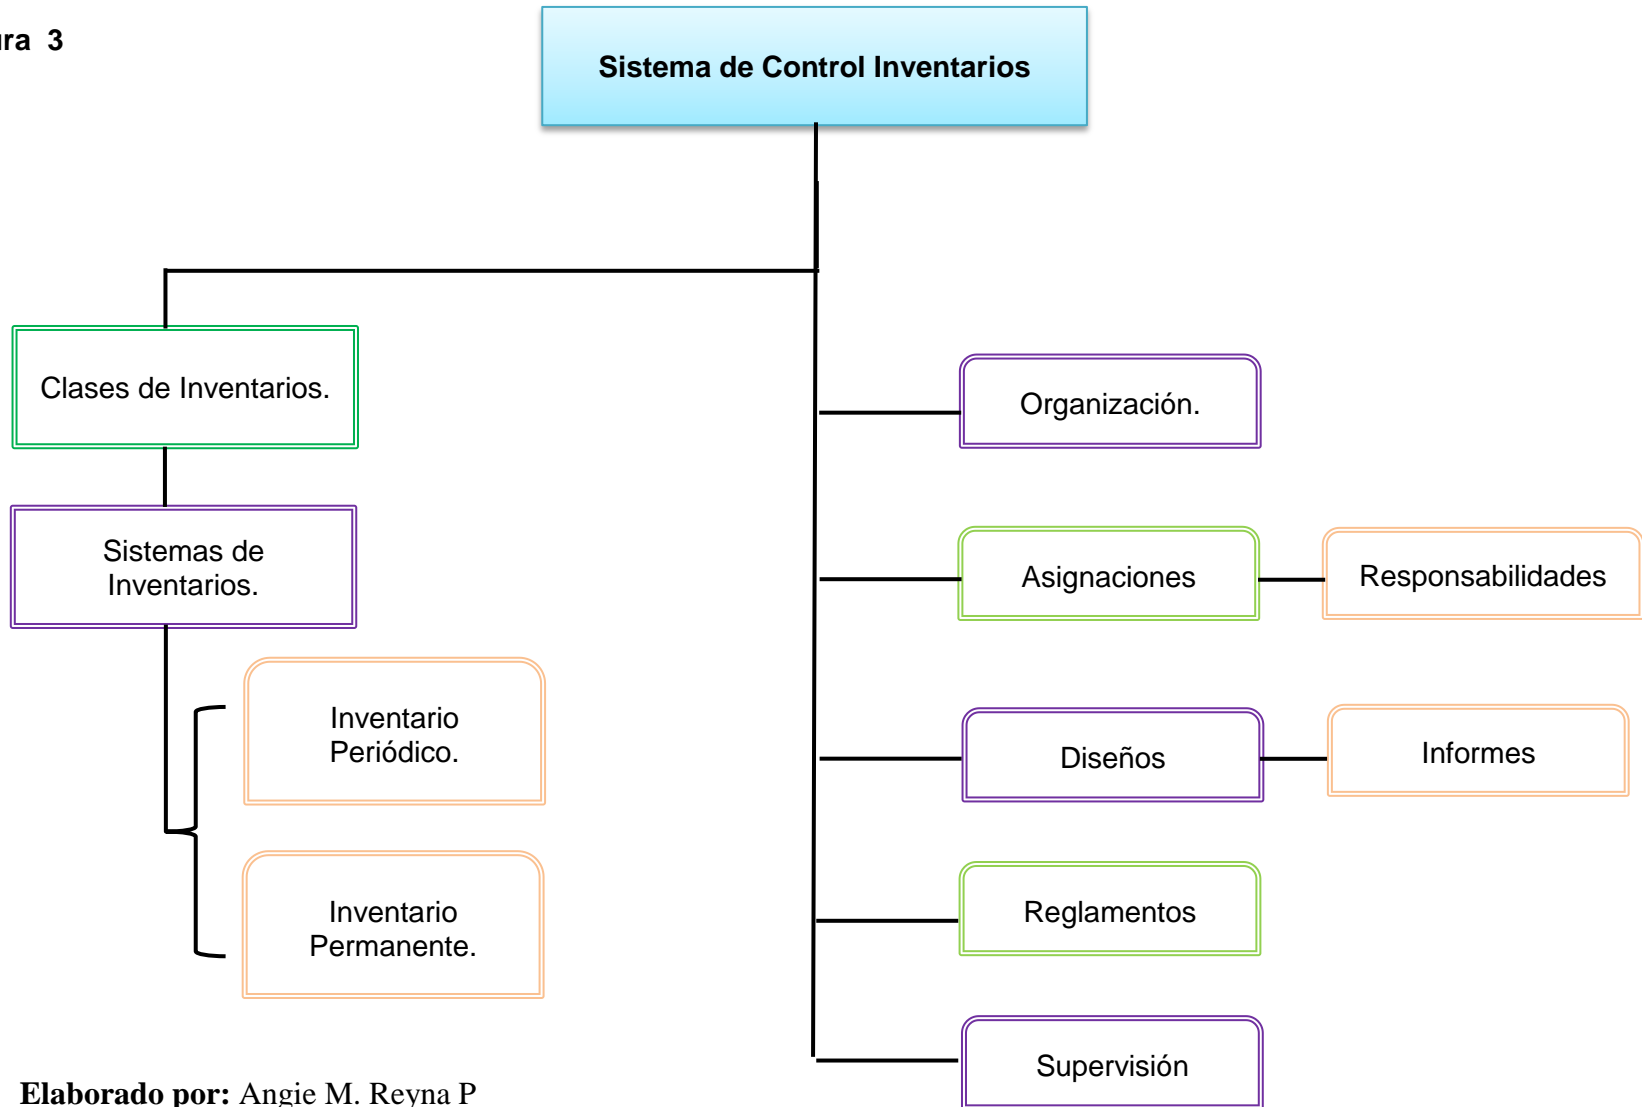 3
Sistema de Control Inventarios
Clases de Inventarios.
Sistemas de
Inventarios.
Inventario
Periódico.
Inventario
Permanente.
Organización.
Asignaciones
Responsabilidades
Diseños
Informes
Reglamentos
Supervisión
Elaborado por: Angie M. Reyna P